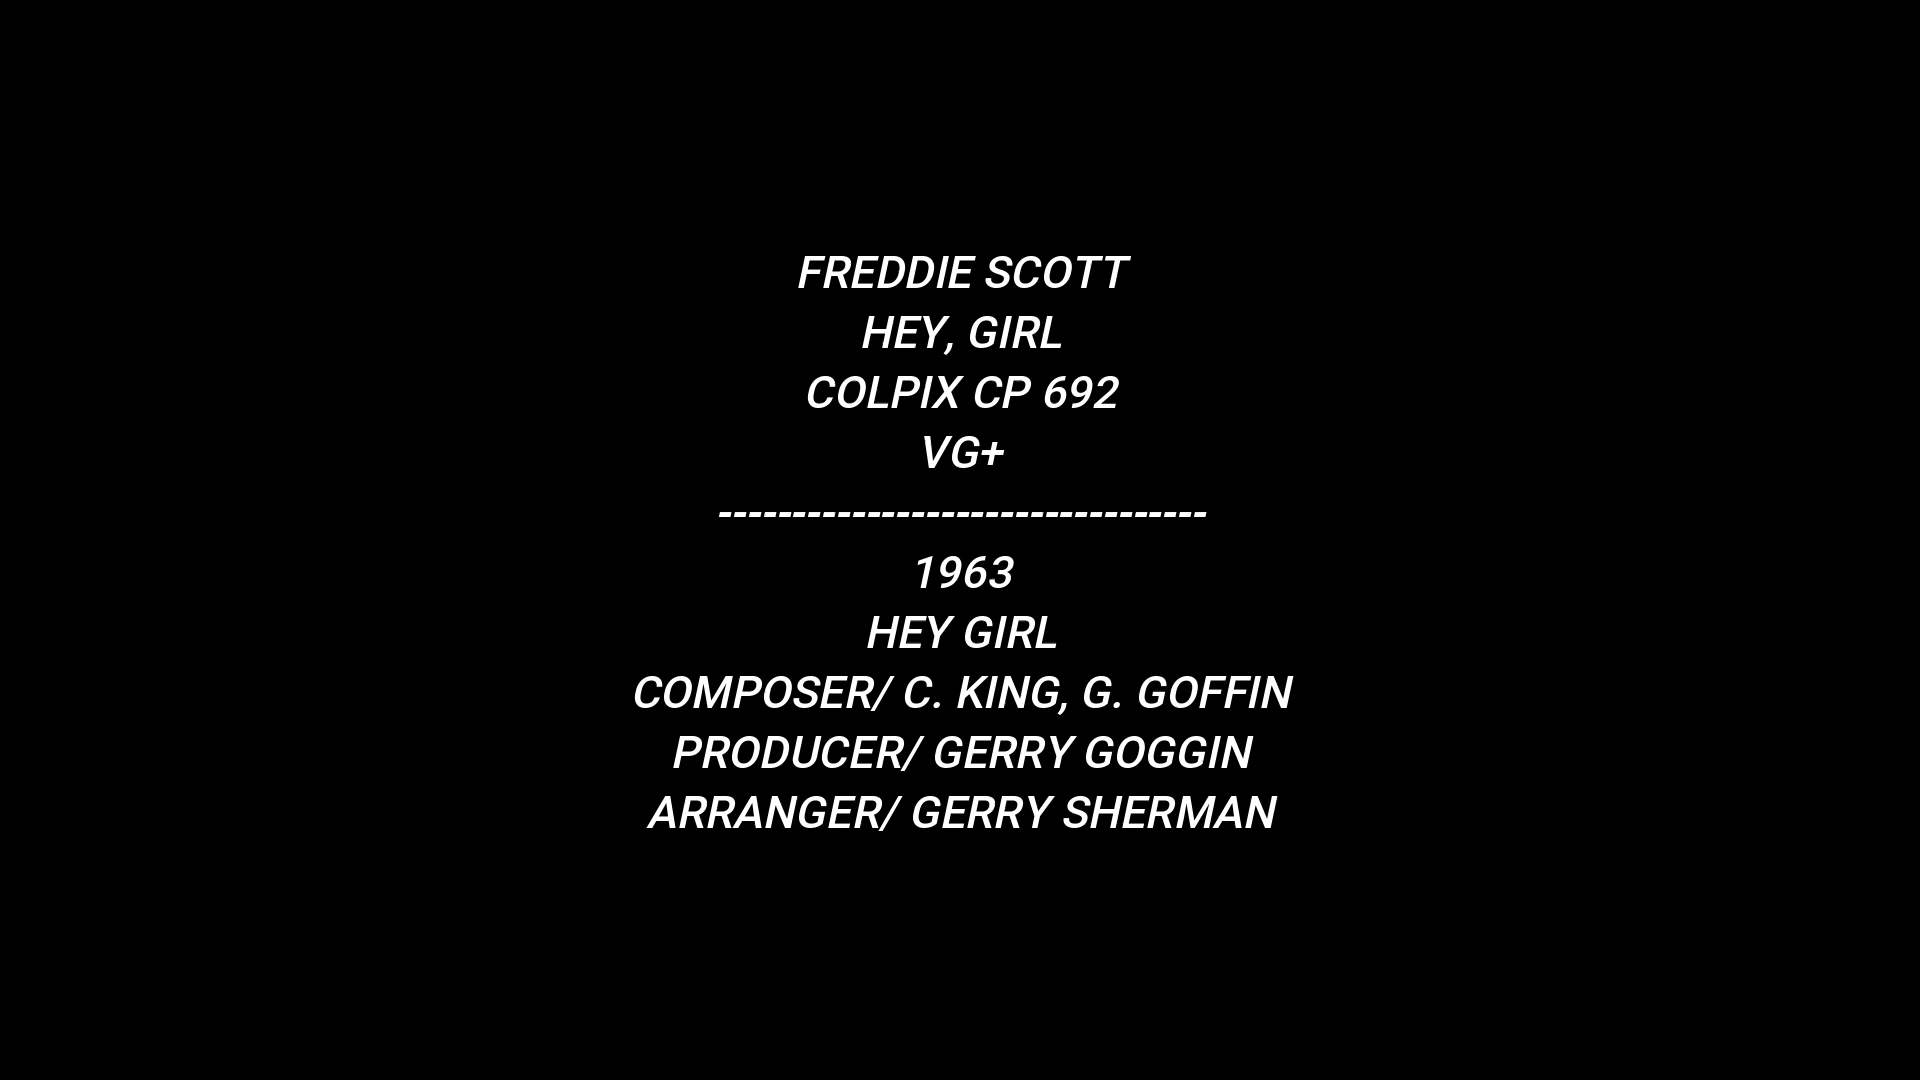 FREDDIE SCOTT
HEY, GIRL
COLPIX CP 692
VG+
---------------------------------
1963
HEY GIRL
COMPOSER/ C. KING, G. GOFFIN
PRODUCER/ GERRY GOGGIN
ARRANGER/ GERRY SHERMAN